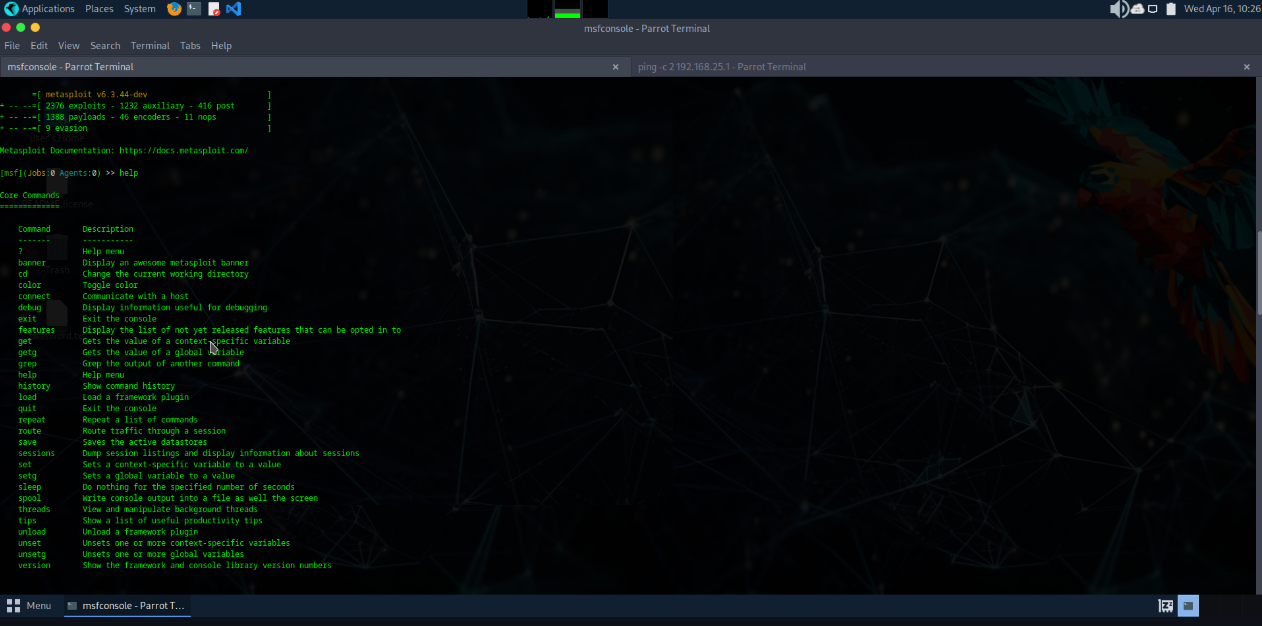 Applications Places System
Wed Apr 16, 10:26
msfconsole - Parrot Terminal
File Edit View Search Terminal Tabs Help
msfconsole - Parrot Terminal × ping -c 2 192.168.25.1 - Parrot Terminal ×
=[ metasploit v6.3.44-dev ]
+ -- --=[ 2376 exploits - 1232 auxiliary - 416 post ]
+ -- --=[ 1388 payloads - 46 encoders - 11 nops ]
+ -- --=[ 9 evasion ]
Metasploit Documentation: https://docs.metasploit.com/
[msf](Jobs:0 Agents:0) >> help
Core Commands
=============
Command Description
------- -----------
? Help menu
banner Display an awesome metasploit banner
cd Change the current working directory
color Toggle color
connect Communicate with a host
debug Display information useful for debugging
exit Exit the console
features Display the list of not yet released features that can be opted in to
get Gets the value of a context-specific variable
getg Gets the value of a global variable
grep Grep the output of another command
help Help menu
history Show command history
load Load a framework plugin
quit Exit the console
repeat Repeat a list of commands
route Route traffic through a session
save Saves the active datastores
sessions Dump session listings and display information about sessions
set Sets a context-specific variable to a value
setg Sets a global variable to a value
sleep Do nothing for the specified number of seconds
spool Write console output into a file as well the screen
threads View and manipulate background threads
tips Show a list of useful productivity tips
unload Unload a framework plugin
unset Unsets one or more context-specific variables
unsetg Unsets one or more global variables
version Show the framework and console library version numbers
Trash
Menu msfconsole - Parrot T...